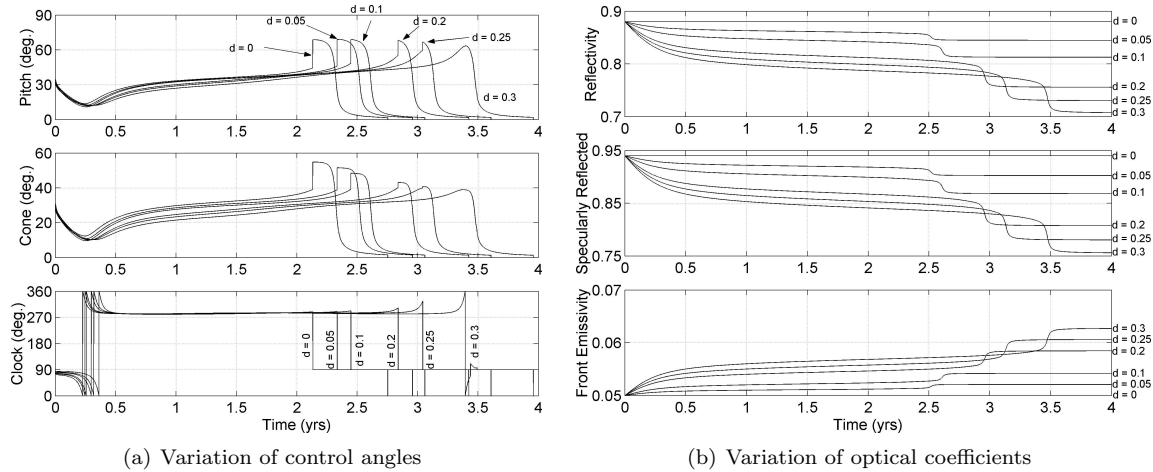 90
60
30
0
Pitch (deg.)
d = 0
d = 0.05
d = 0.1
d = 0.2
d = 0.25
d = 0.3
0 0.5 1 1.5 2 2.5 3 3.5 4
60
40
20
0
Cone (deg.)
0 0.5 1 1.5 2 2.5 3 3.5 4
360
270
180
90
0
Clock (deg.)
d = 0
d = 0.05
d = 0.1
d = 0.2
d = 0.25
d = 0.3
0 0.5 1 1.5 2 2.5 3 3.5 4
Time (yrs)
(a) Variation of control angles
0.9
0.8
0.7
Reflectivity
d = 0
d = 0.05
d = 0.1
d = 0.2
d = 0.25
d = 0.3
0 0.5 1 1.5 2 2.5 3 3.5 4
0.95
0.85
0.75
Specularly Reflected
d = 0
d = 0.05
d = 0.1
d = 0.2
d = 0.25
d = 0.3
0 0.5 1 1.5 2 2.5 3 3.5 4
0.07
0.06
0.05
Front Emissivity
d = 0.3
d = 0.25
d = 0.2
d = 0.1
d = 0.05
d = 0
0 0.5 1 1.5 2 2.5 3 3.5 4
Time (yrs)
(b) Variation of optical coefficients